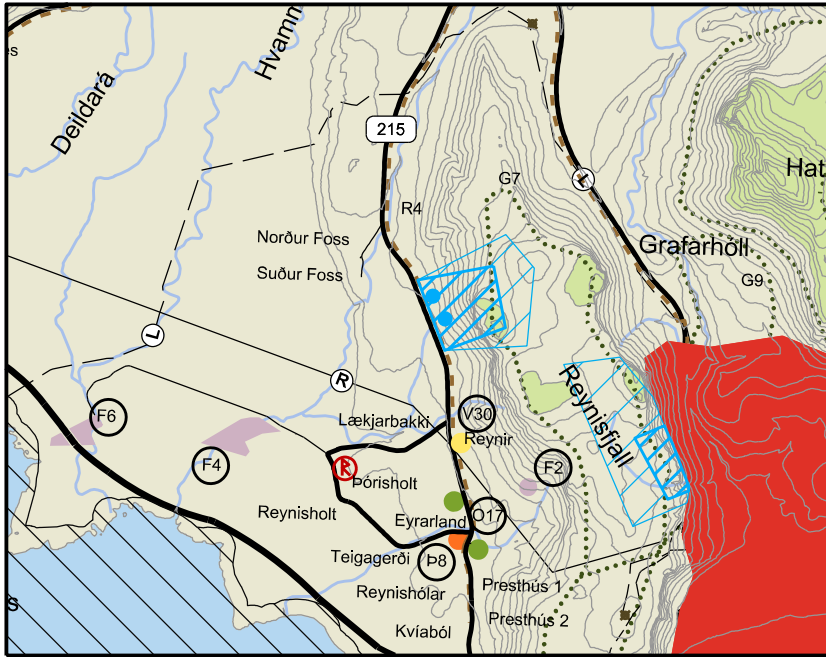 es
Deildará
Hvamm
215
G7
Hat
R4
Grafarhóll
Norður Foss
G9
Suður Foss
L
L
R
Reynisfjall
Lækjarbakki
V30
F6
Reynir
F4
R
F2
Þórisholt
Reynisholt
Eyrarland
O17
Teigagerði
Þ8
Reynishólar
Presthús 1
Presthús 2
Kvíaból
s